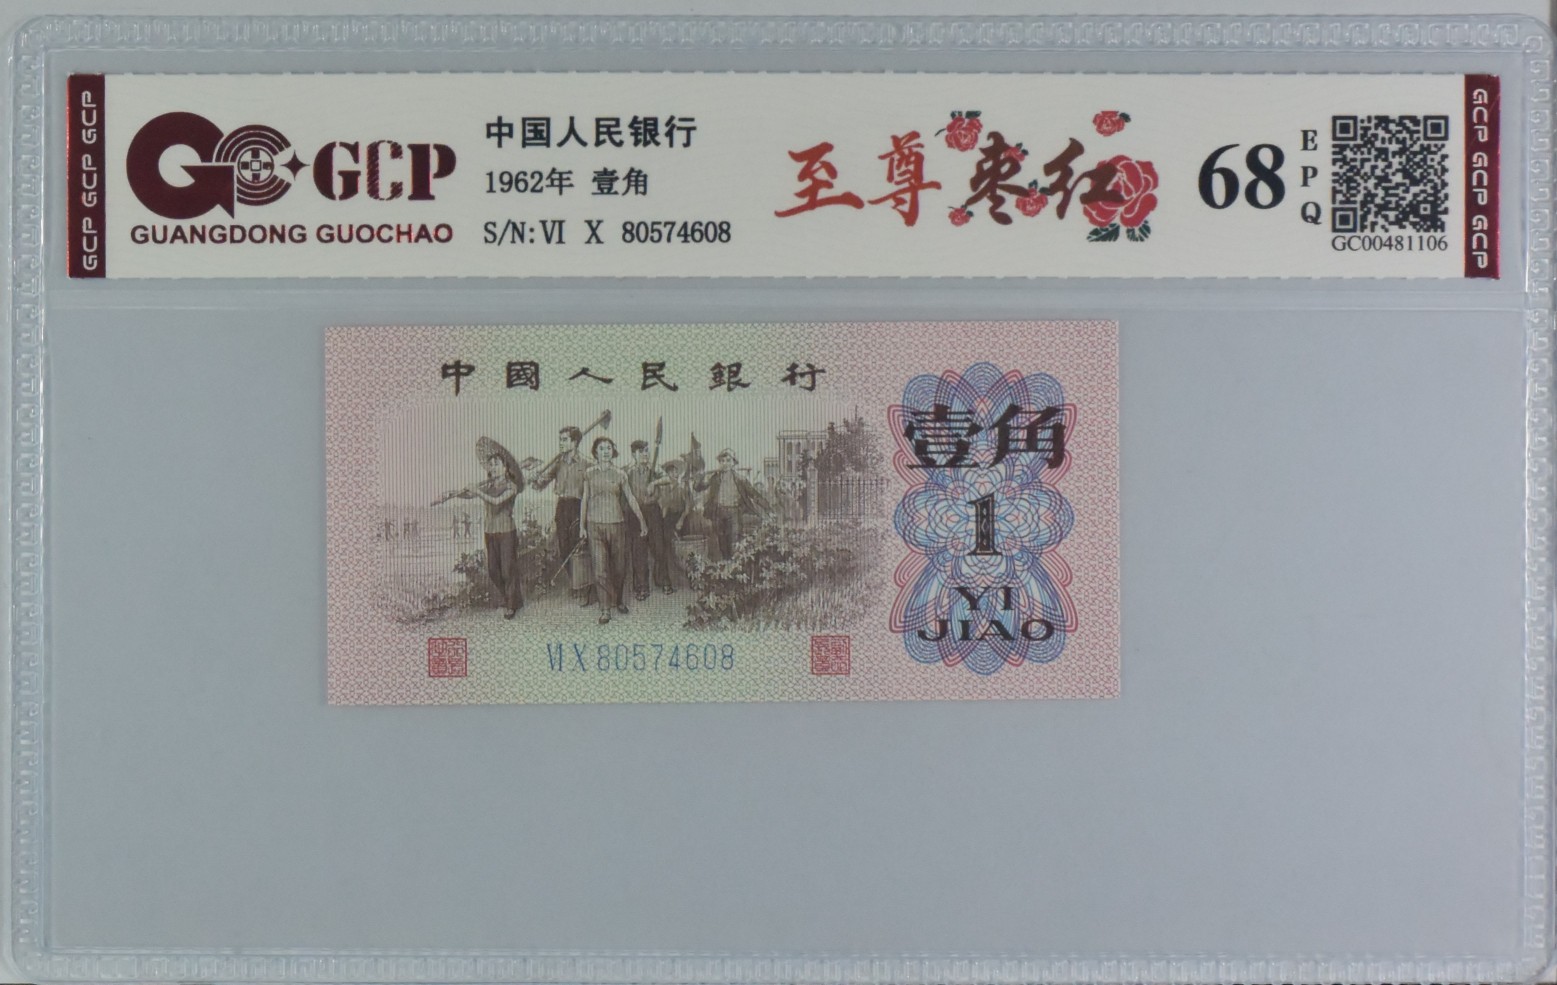 GCP GCP GCP
GCP
GUANGDONG GUOCHAO
中国人民银行
1962年 壹角
S/N: VI X 80574608
至尊枣红
68
EPQ
GC00481106
GCP GCP GCP
中國人民銀行
壹角
1
YI
JIAO
VI X 80574608